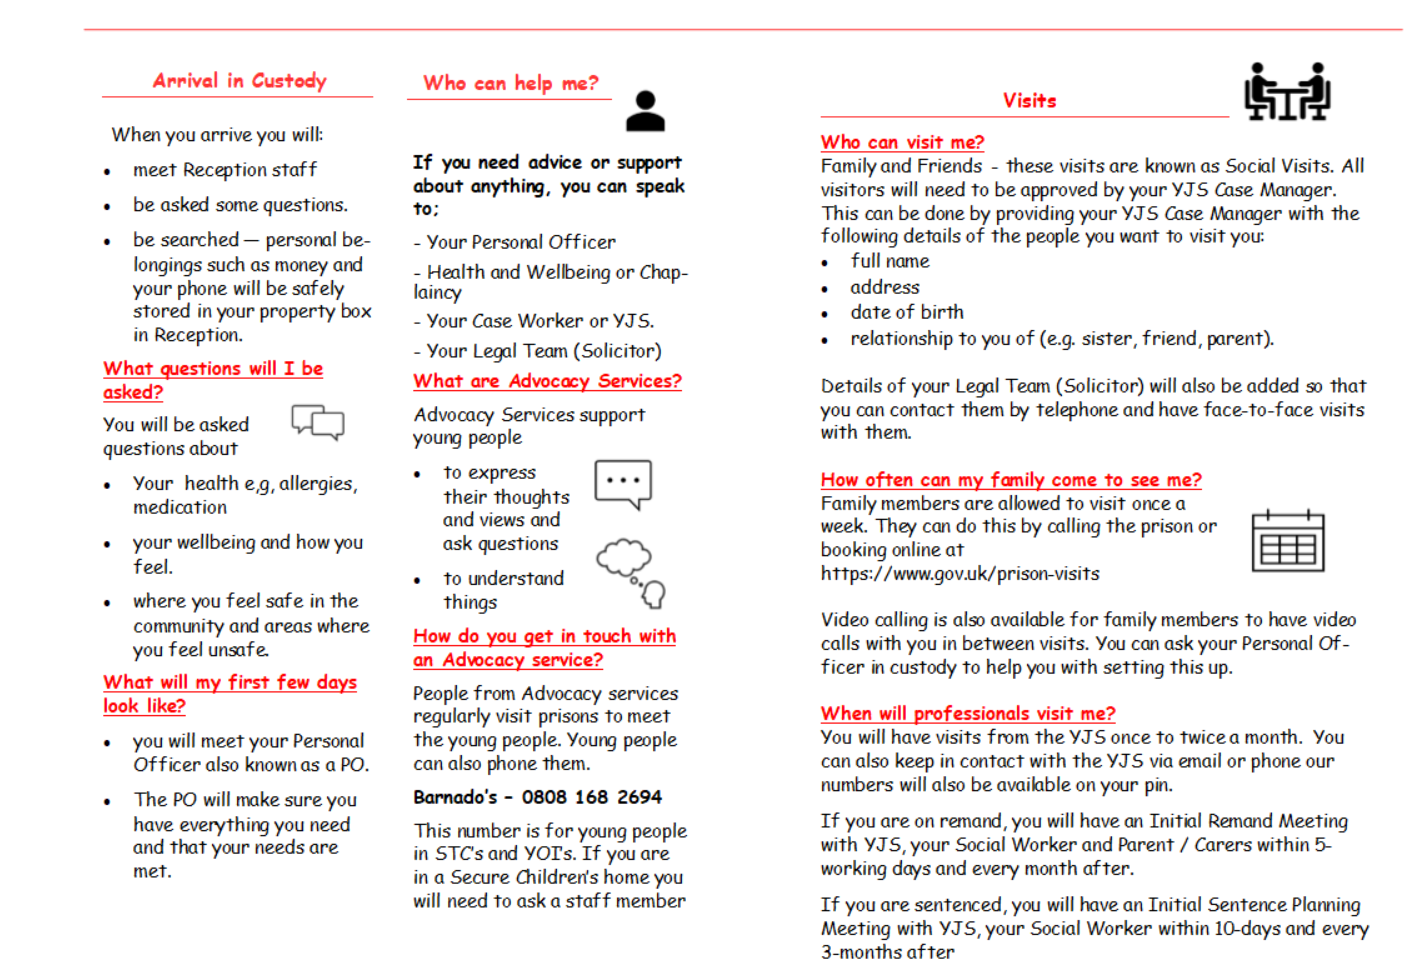 Arrival in Custody
When you arrive you will:
• meet Reception staff
• be asked some questions.
• be searched — personal be-
longings such as money and
your phone will be safely
stored in your property box
in Reception.
What questions will I be
asked?
You will be asked
questions about
• Your health e,g, allergies,
medication
• your wellbeing and how you
feel.
• where you feel safe in the
community and areas where
you feel unsafe.
What will my first few days
look like?
• you will meet your Personal
Officer also known as a PO.
• The PO will make sure you
have everything you need
and that your needs are
met.
Who can help me?
If you need advice or support
about anything, you can speak
to;
- Your Personal Officer
- Health and Wellbeing or Chap-
laincy
- Your Case Worker or YJS.
- Your Legal Team (Solicitor)
What are Advocacy Services?
Advocacy Services support
young people
• to express
their thoughts
and views and
ask questions
• to understand
things
How do you get in touch with
an Advocacy service?
People from Advocacy services
regularly visit prisons to meet
the young people. Young people
can also phone them.
Barnado's – 0808 168 2694
This number is for young people
in STC's and YOI's. If you are
in a Secure Children's home you
will need to ask a staff member
Visits
Who can visit me?
Family and Friends - these visits are known as Social Visits. All
visitors will need to be approved by your YJS Case Manager.
This can be done by providing your YJS Case Manager with the
following details of the people you want to visit you:
• full name
• address
• date of birth
• relationship to you of (e.g. sister, friend, parent).
Details of your Legal Team (Solicitor) will also be added so that
you can contact them by telephone and have face-to-face visits
with them.
How often can my family come to see me?
Family members are allowed to visit once a
week. They can do this by calling the prison or
booking online at
https://www.gov.uk/prison-visits
Video calling is also available for family members to have video
calls with you in between visits. You can ask your Personal Of-
ficer in custody to help you with setting this up.
When will professionals visit me?
You will have visits from the YJS once to twice a month. You
can also keep in contact with the YJS via email or phone our
numbers will also be available on your pin.
If you are on remand, you will have an Initial Remand Meeting
with YJS, your Social Worker and Parent / Carers within 5-
working days and every month after.
If you are sentenced, you will have an Initial Sentence Planning
Meeting with YJS, your Social Worker within 10-days and every
3-months after